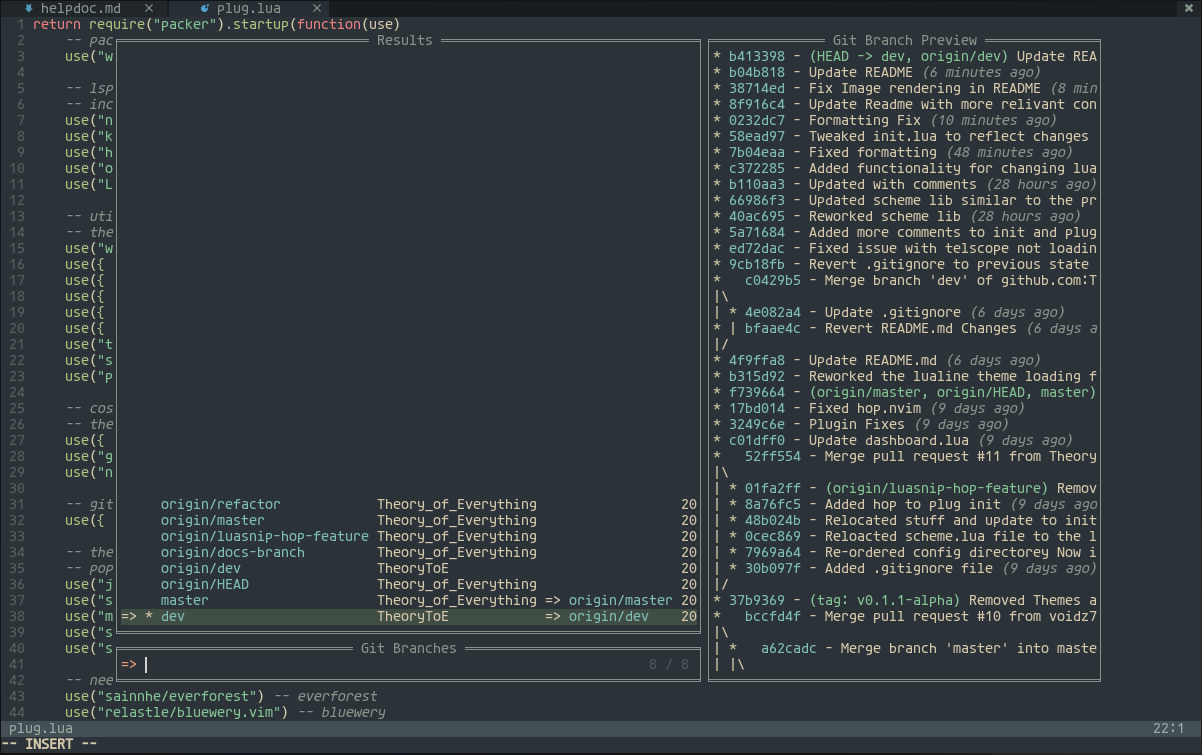 helpdoc.md × plug.lua ×
1 return require("packer").startup(function(use)
2 -- pac
3 use("w
4
5 -- lsp
6 -- inc
7 use("n
8 use("k
9 use("h
10 use("o
11 use("L
12
13 -- uti
14 -- the
15 use("w
16 use({
17 use({
18 use({
19 use({
20 use({
21 use("t
22 use("s
23 use("p
24
25 -- cos
26 -- the
27 use({
28 use("g
29 use("n
30
31 -- git
32 use({
33
34 -- the
35 -- pop
36 use("j
37 use("s
38 use("m
39 use("s
40 use("s
41
42 -- nee
43 use("sainnhe/everforest") -- everforest
44 use("relastle/bluewery.vim") -- bluewery
Results
origin/refactor Theory_of_Everything 20
origin/master Theory_of_Everything 20
origin/luasnip-hop-feature Theory_of_Everything 20
origin/docs-branch Theory_of_Everything 20
origin/dev TheoryToE 20
origin/HEAD Theory_of_Everything 20
master Theory_of_Everything => origin/master 20
=> * dev TheoryToE => origin/dev 20
Git Branches
=> 8 / 8
Git Branch Preview
* b413398 - (HEAD -> dev, origin/dev) Update REA
* b04b818 - Update README (6 minutes ago)
* 38714ed - Fix Image rendering in README (8 min
* 8f916c4 - Update Readme with more relivant con
* 0232dc7 - Formatting Fix (10 minutes ago)
* 58ead97 - Tweaked init.lua to reflect changes
* 7b04eaa - Fixed formatting (48 minutes ago)
* c372285 - Added functionality for changing lua
* b110aa3 - Updated with comments (28 hours ago)
* 66986f3 - Updated scheme lib similar to the pr
* 40ac695 - Reworked scheme lib (28 hours ago)
* 5a71684 - Added more comments to init and plug
* ed72dac - Fixed issue with telscope not loadin
* 9cb18fb - Revert .gitignore to previous state
* c0429b5 - Merge branch 'dev' of github.com:T
|\
| * 4e082a4 - Update .gitignore (6 days ago)
* | bfaae4c - Revert README.md Changes (6 days a
|/
* 4f9ffa8 - Update README.md (6 days ago)
* b315d92 - Reworked the lualine theme loading f
* f739664 - (origin/master, origin/HEAD, master)
* 17bd014 - Fixed hop.nvim (9 days ago)
* 3249c6e - Plugin Fixes (9 days ago)
* c01dff0 - Update dashboard.lua (9 days ago)
* 52ff554 - Merge pull request #11 from Theory
|\
| * 01fa2ff - (origin/luasnip-hop-feature) Remov
| * 8a76fc5 - Added hop to plug init (9 days ago
| * 48b024b - Relocated stuff and update to init
| * 0cec869 - Reloacted scheme.lua file to the l
| * 7969a64 - Re-ordered config directorey Now i
| * 30b097f - Added .gitignore file (9 days ago)
|/
* 37b9369 - (tag: v0.1.1-alpha) Removed Themes a
* bccfd4f - Merge pull request #10 from voidz7
|\
| * a62cadc - Merge branch 'master' into maste
| |\
plug.lua 22:1
-- INSERT --